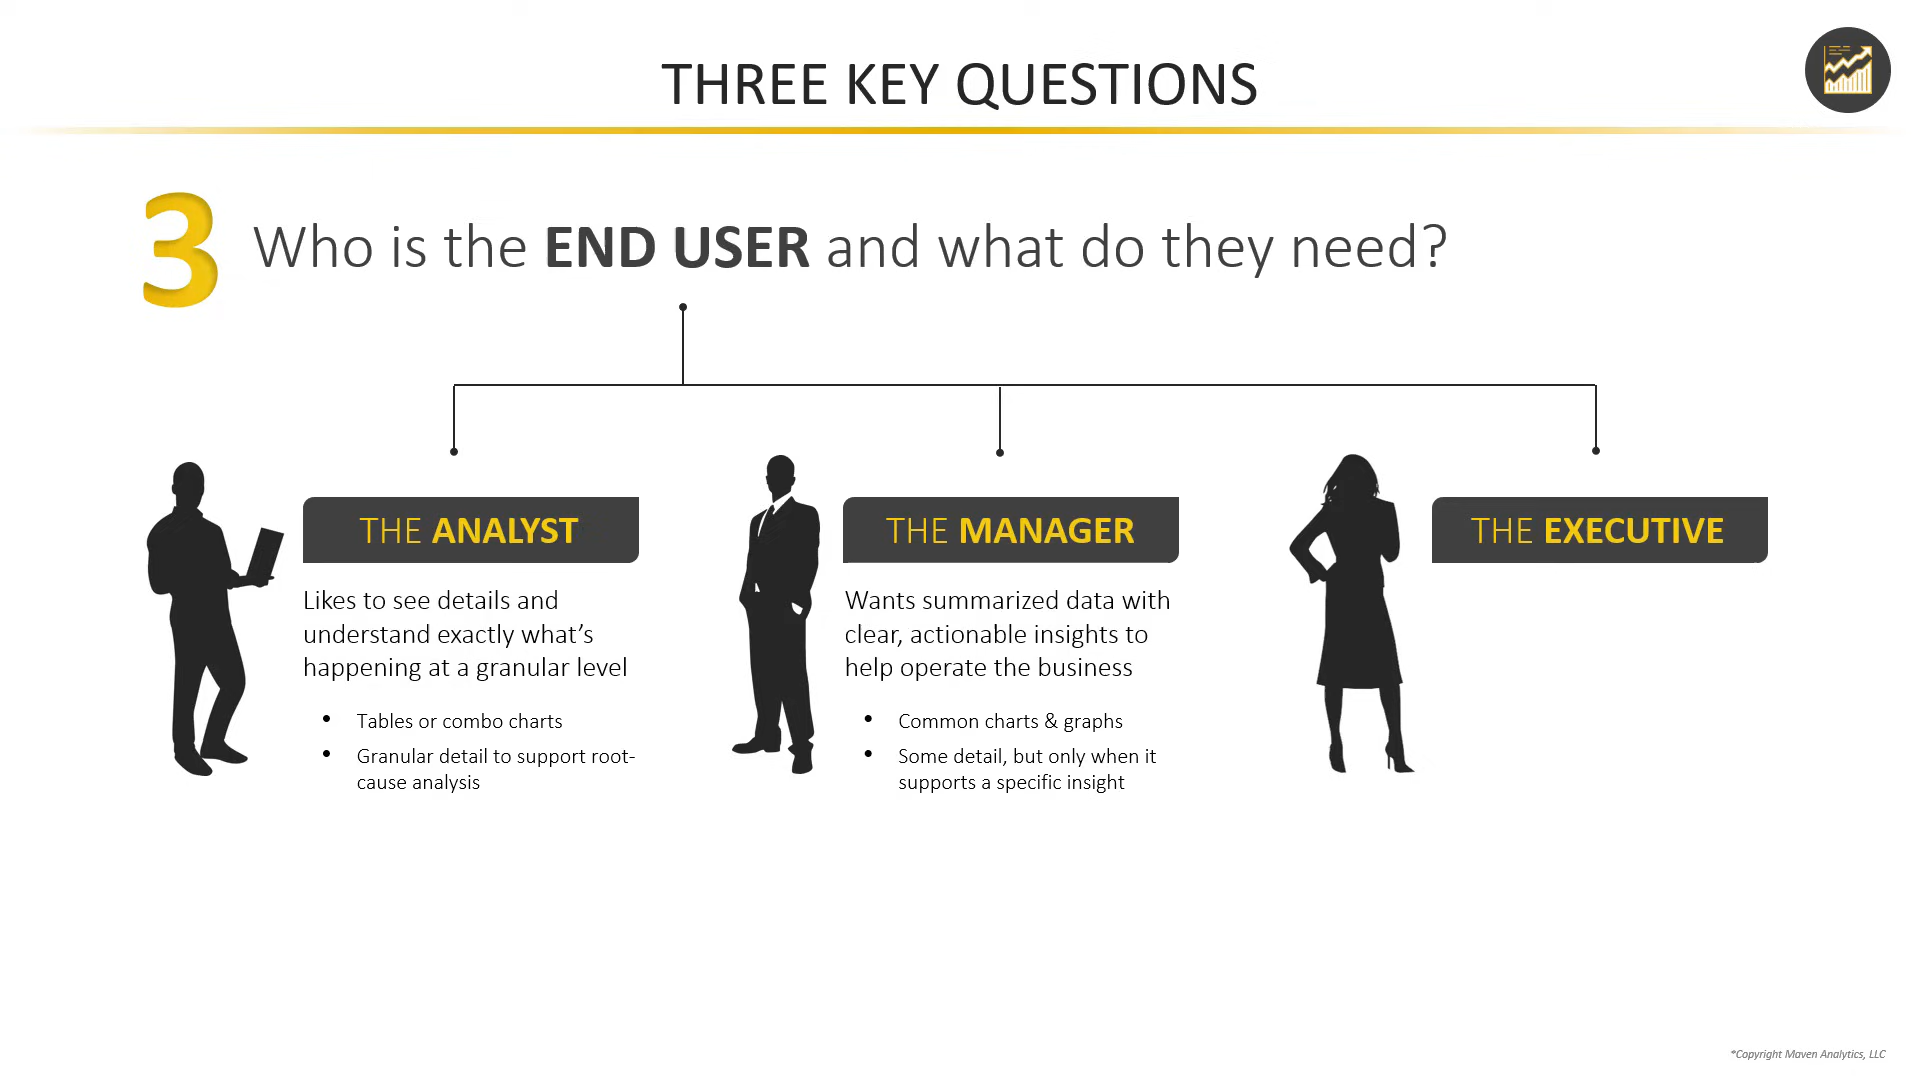 THREE KEY QUESTIONS
3 Who is the END USER and what do they need?
THE ANALYST
Likes to see details and
understand exactly what’s
happening at a granular level
• Tables or combo charts
• Granular detail to support root-
cause analysis
THE MANAGER
Wants summarized data with
clear, actionable insights to
help operate the business
• Common charts & graphs
• Some detail, but only when it
supports a specific insight
THE EXECUTIVE
*Copyright Maven Analytics, LLC